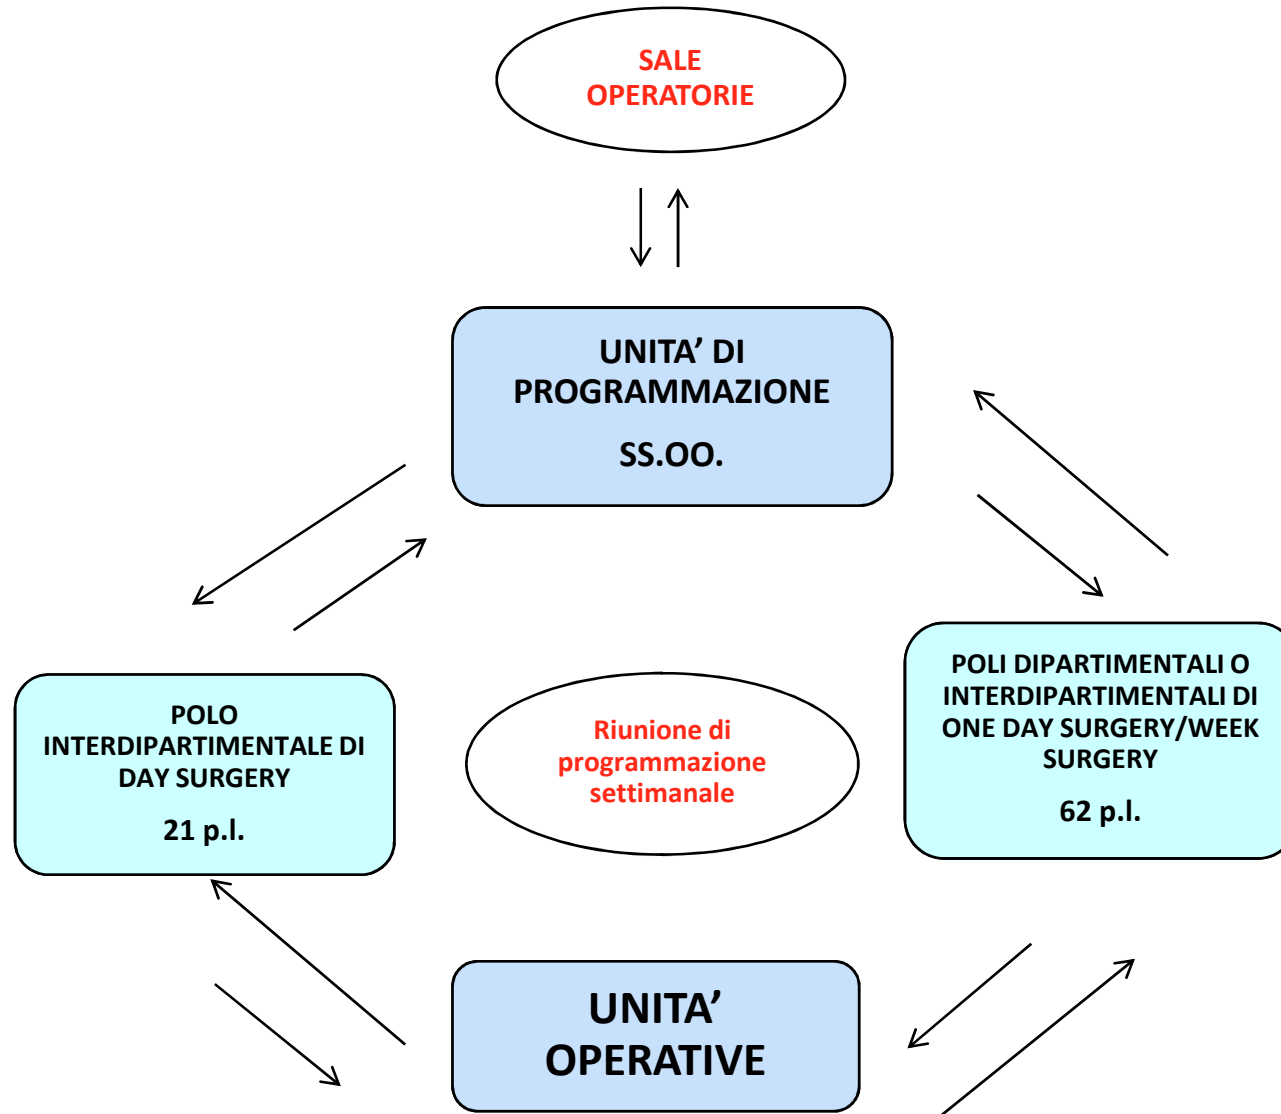 SALE
OPERATORIE
UNITA’ DI
PROGRAMMAZIONE
SS.OO.
POLO
INTERDIPARTIMENTALE DI
DAY SURGERY
21 p.l.
Riunione di
programmazione
settimanale
POLI DIPARTIMENTALI O
INTERDIPARTIMENTALI DI
ONE DAY SURGERY/WEEK
SURGERY
62 p.l.
UNITA’
OPERATIVE